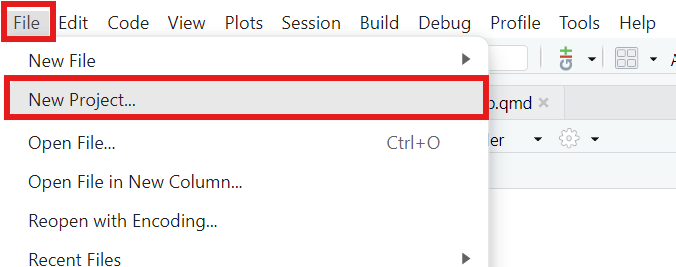 File Edit Code View Plots Session Build Debug Profile Tools Help
New File
New Project...
.qmd
Open File... Ctrl+O
Open File in New Column...
Reopen with Encoding...
Recent Files